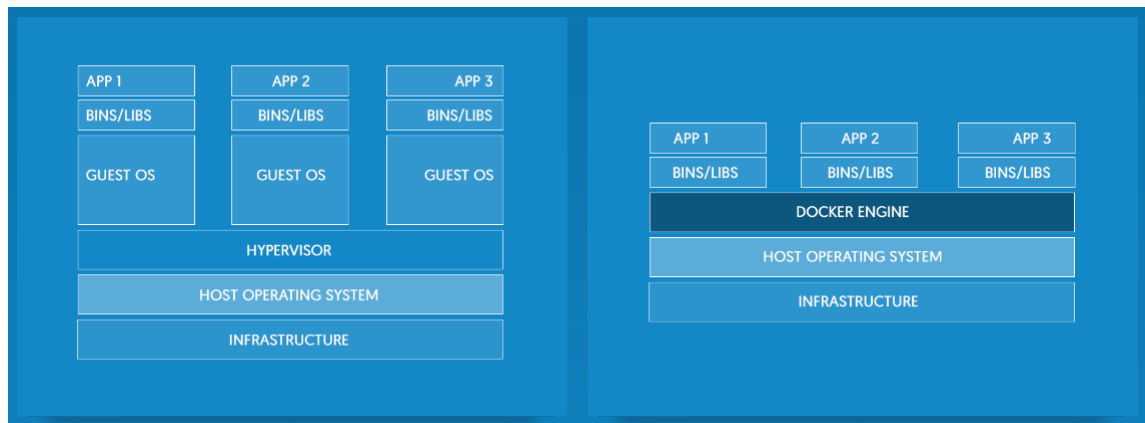 APP 1
APP 2
APP 3
BINS/LIBS
BINS/LIBS
BINS/LIBS
GUEST OS
GUEST OS
GUEST OS
HYPERVISOR
HOST OPERATING SYSTEM
INFRASTRUCTURE
APP 1
APP 2
APP 3
BINS/LIBS
BINS/LIBS
BINS/LIBS
DOCKER ENGINE
HOST OPERATING SYSTEM
INFRASTRUCTURE